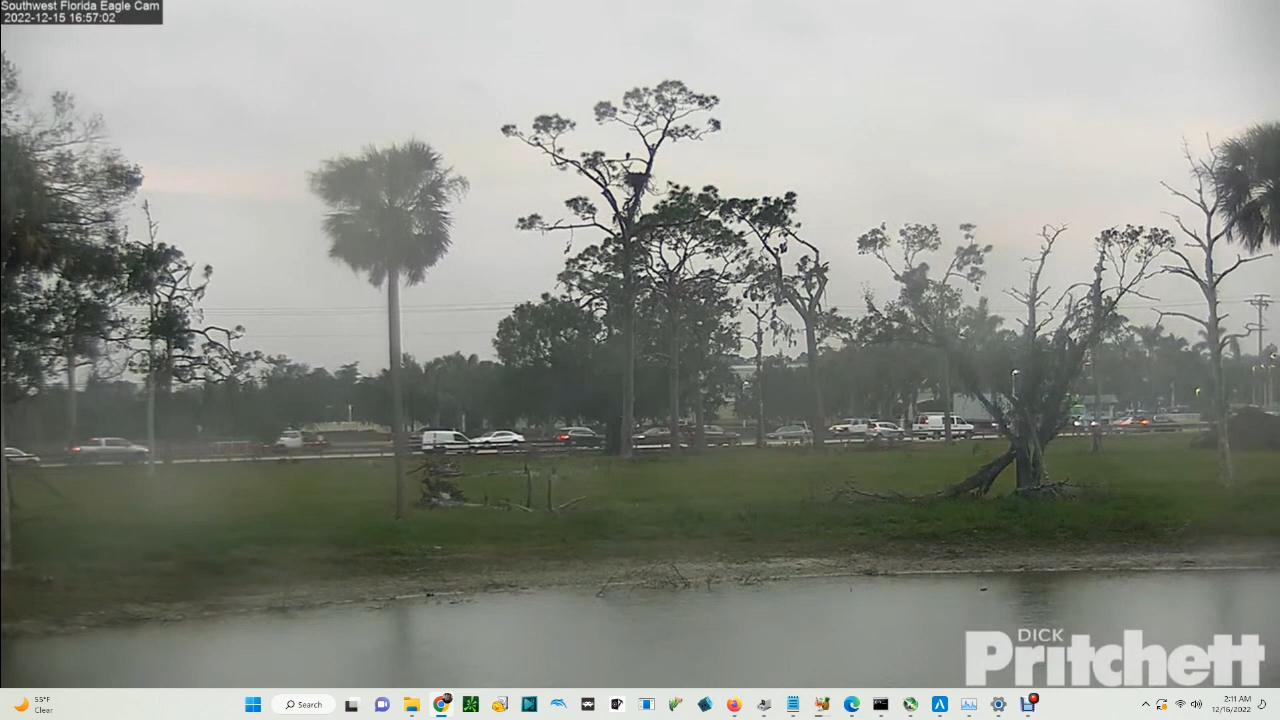 Southwest Florida Eagle Cam
2022-12-15 16:57:02
DICK
Pritchett
55°F
Clear
Search
2:11 AM
12/16/2022